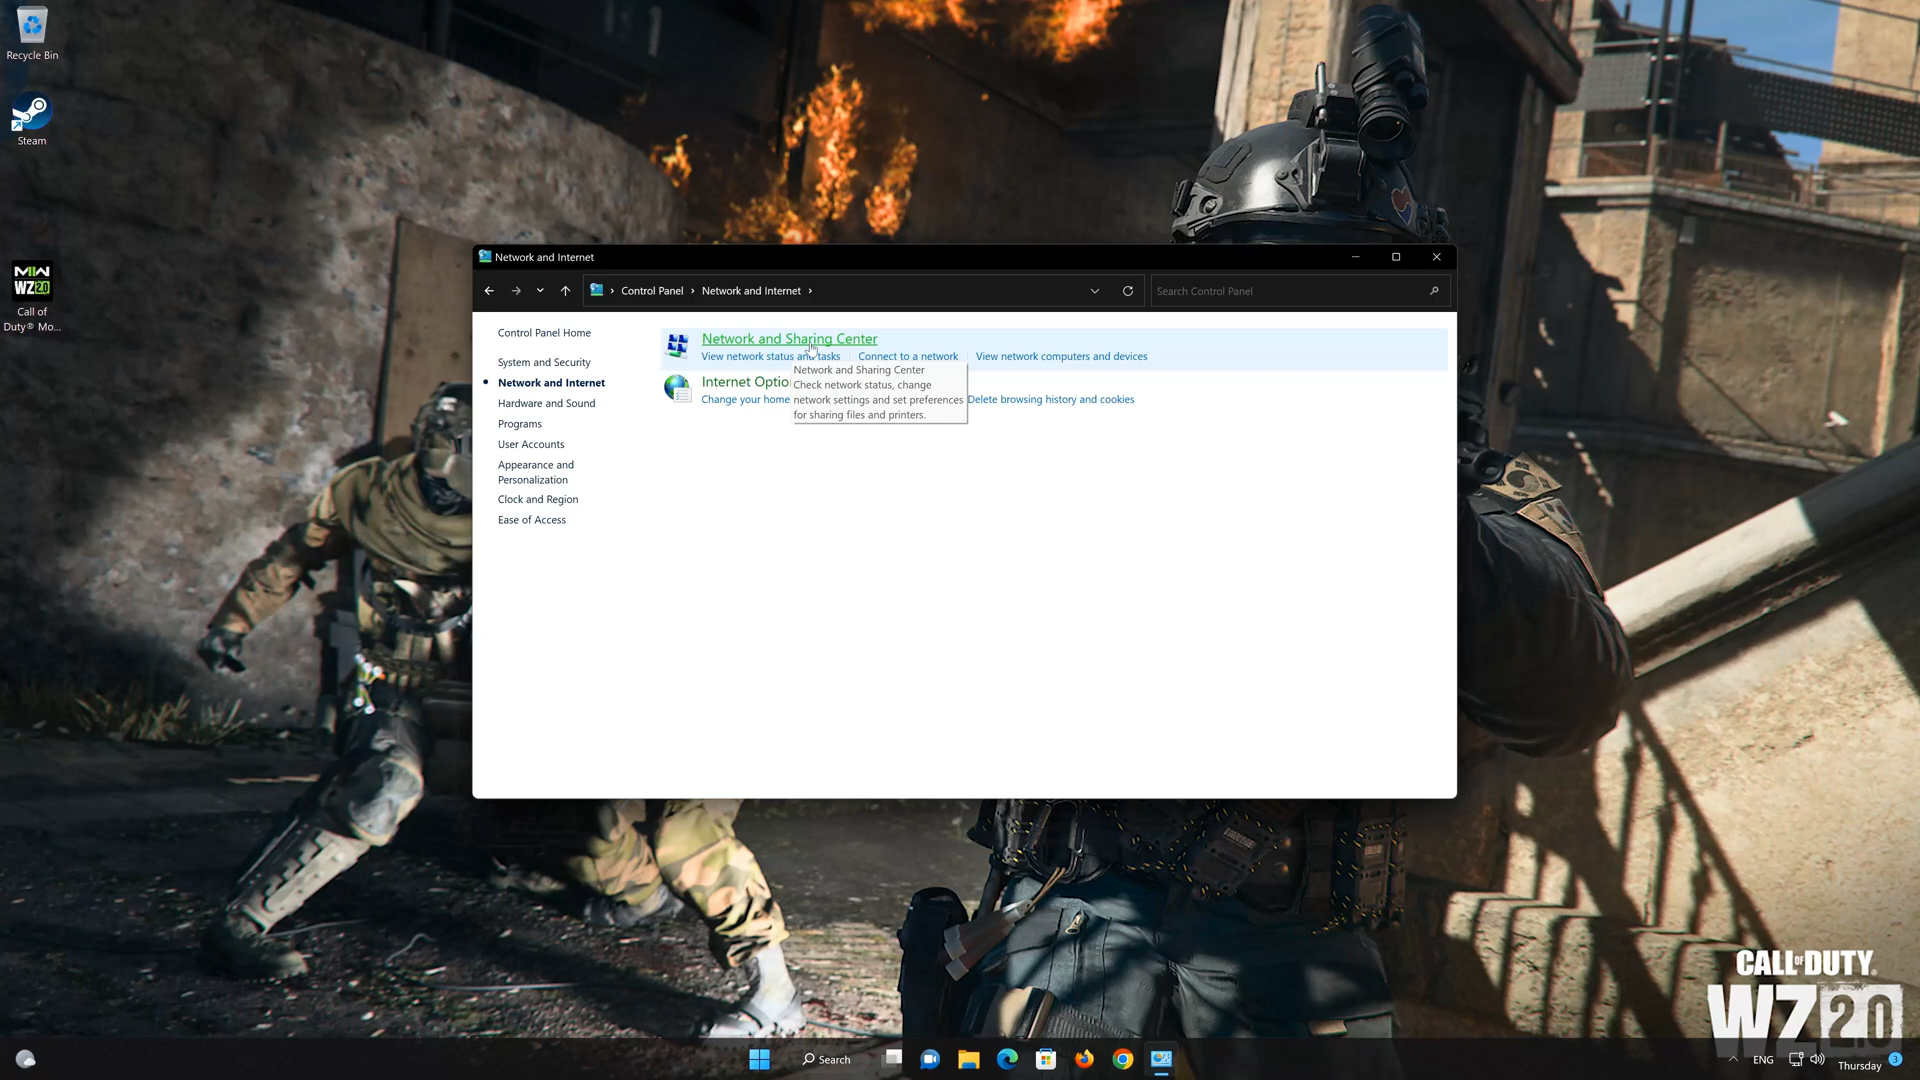 Recycle Bin
Steam
MW
WZ 2.0
Call of
Duty® Mo...
Network and Internet
Control Panel
Network and Internet
Search Control Panel
Control Panel Home
System and Security
Network and Internet
Hardware and Sound
Programs
User Accounts
Appearance and
Personalization
Clock and Region
Ease of Access
Network and Sharing Center
View network status and tasks
Connect to a network
View network computers and devices
Internet Optio
Change your home
Delete browsing history and cookies
Network and Sharing Center
Check network status, change
network settings and set preferences
for sharing files and printers.
CALL OF DUTY
WZ 2.0
Search
ENG
Thursday
3